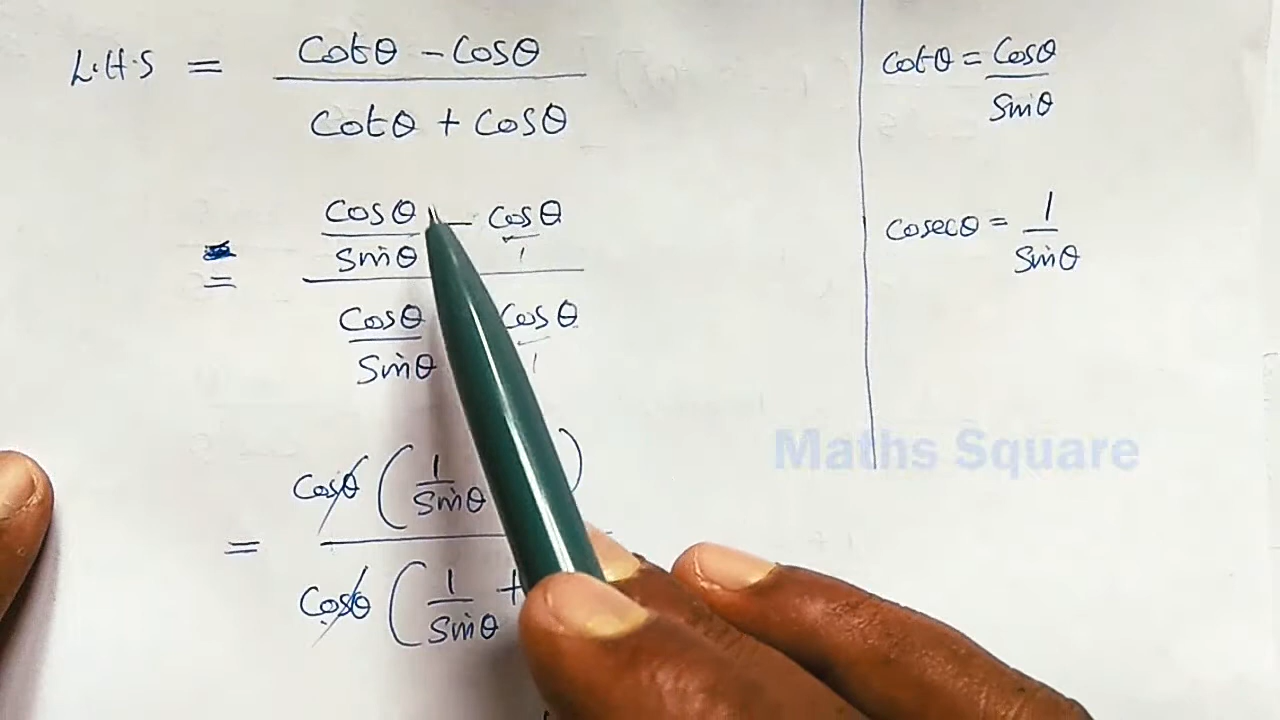 L.H.S = cotθ - cosθ
cotθ + cosθ
= cosθ - cosθ
sinθ 1
cosθ cosθ
sinθ 1
= cosθ ( 1 )
sinθ
cosθ ( 1 +
sinθ
cotθ = cosθ
sinθ
cosecθ = 1
sinθ
Maths Square